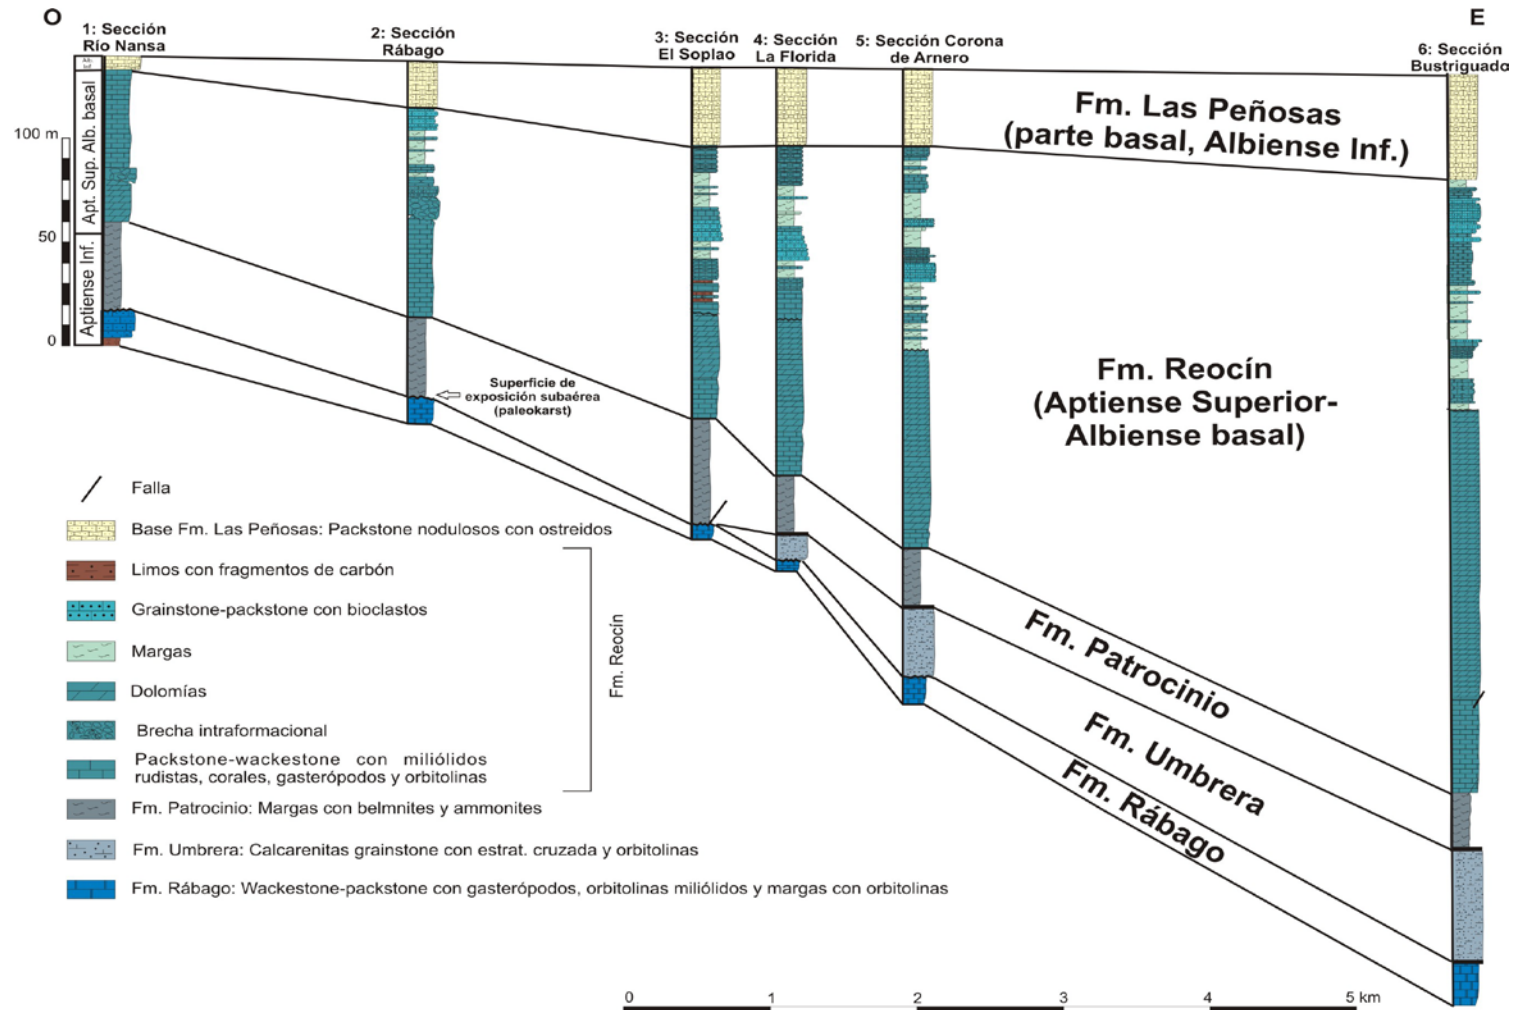 O
E
1: Sección
Río Nansa
2: Sección
Rábago
3: Sección
El Soplao
4: Sección
La Florida
5: Sección Corona
de Arnero
6: Sección
Bustriguado
Apt. Sup. Alb. basal
Aptiense Inf.
100 m
50
0
Fm. Las Peñosas
(parte basal, Albiense Inf.)
Fm. Reocín
(Aptiense Superior-
Albiense basal)
Superficie de
exposición subaérea
(paleokarst)
Fm. Patrocinio
Fm. Umbrera
Fm. Rábago
Falla
Base Fm. Las Peñosas: Packstone nodulosos con ostreidos
Limos con fragmentos de carbón
Grainstone-packstone con bioclastos
Margas
Dolomías
Brecha intraformacional
Packstone-wackestone con miliólidos
rudistas, corales, gasterópodos y orbitolinas
Fm. Reocín
Fm. Patrocinio: Margas con belmnites y ammonites
Fm. Umbrera: Calcarenitas grainstone con estrat. cruzada y orbitolinas
Fm. Rábago: Wackestone-packstone con gasterópodos, orbitolinas miliólidos y margas con orbitolinas
0 1 2 3 4 5 km